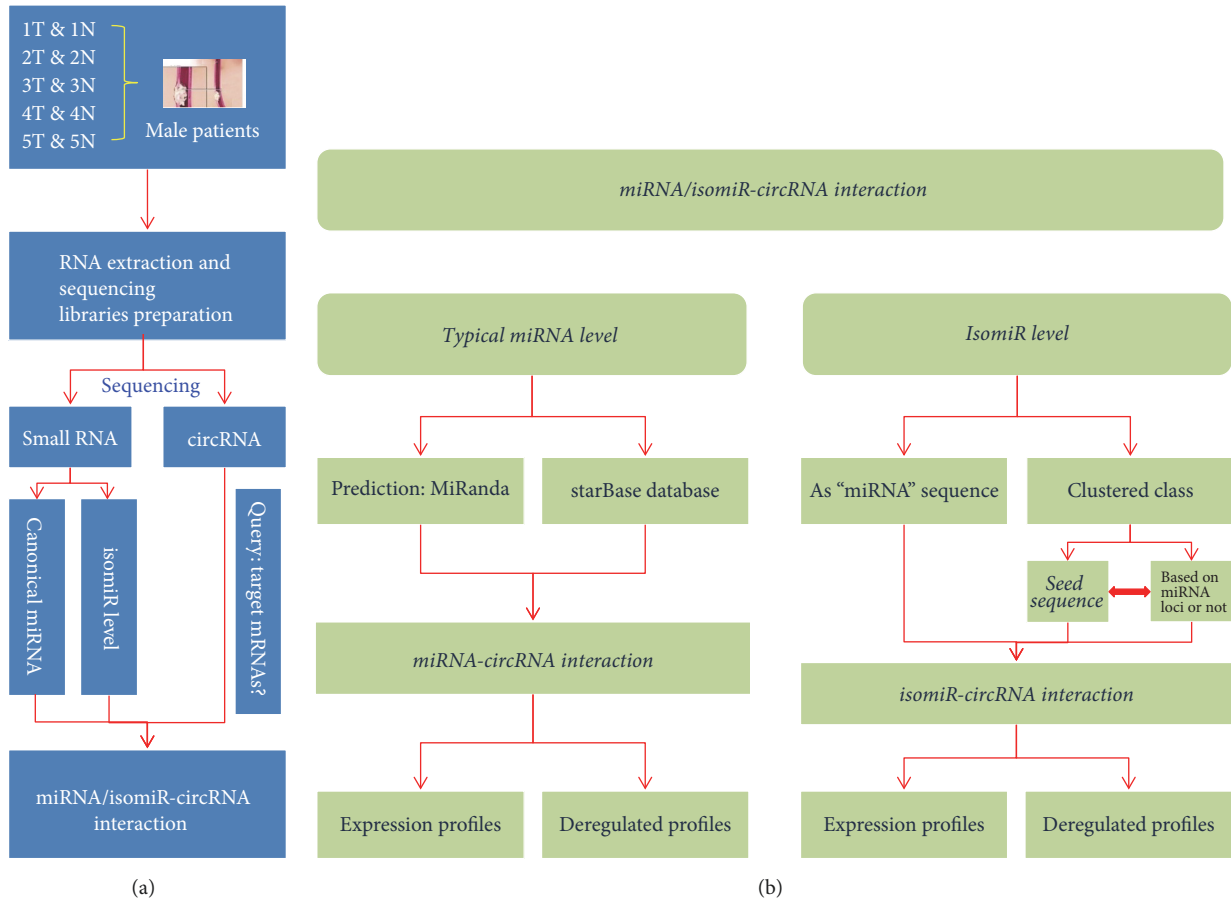 1T & 1N
2T & 2N
3T & 3N
4T & 4N
5T & 5N
Male patients
RNA extraction and
sequencing
libraries preparation
Sequencing
Small RNA
circRNA
Canonical miRNA
isomiR level
Query: target mRNAs?
miRNA/isomiR-circRNA
interaction
(a)
miRNA/isomiR-circRNA interaction
Typical miRNA level
IsomiR level
Prediction: MiRanda
starBase database
As “miRNA” sequence
Clustered class
Seed
sequence
Based on
miRNA
loci or not
miRNA-circRNA interaction
isomiR-circRNA interaction
Expression profiles
Deregulated profiles
Expression profiles
Deregulated profiles
(b)